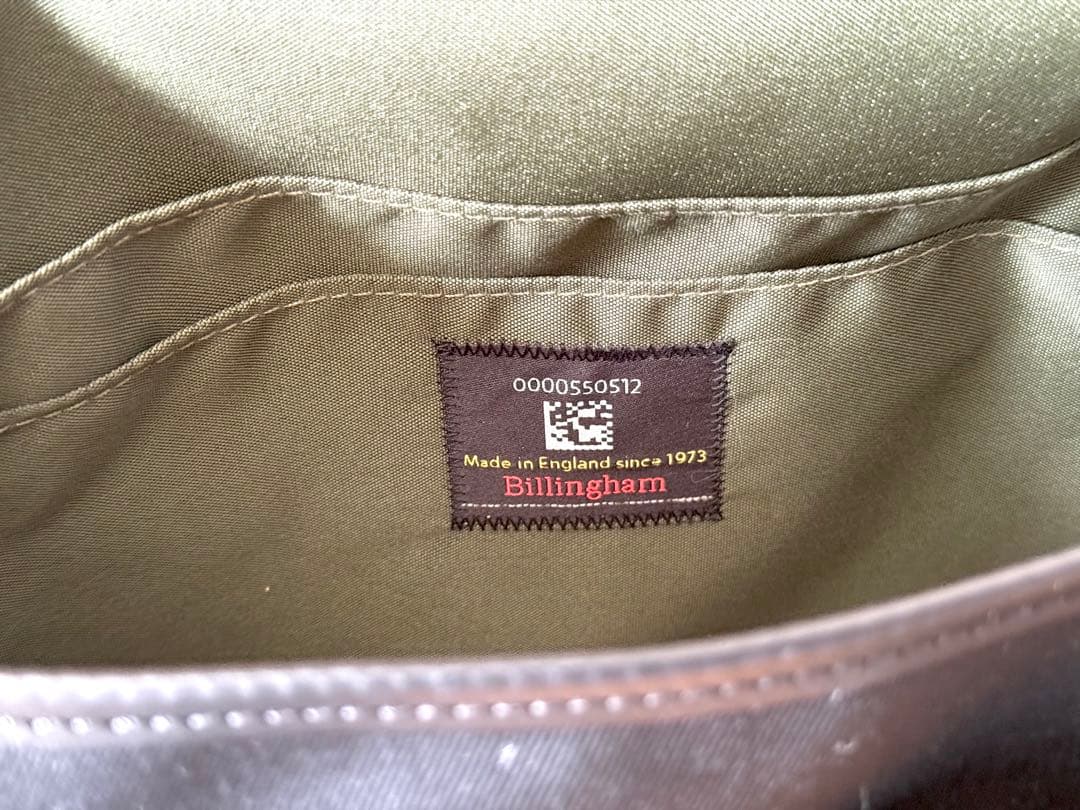 0000550512
Made in England since 1973
Billingham